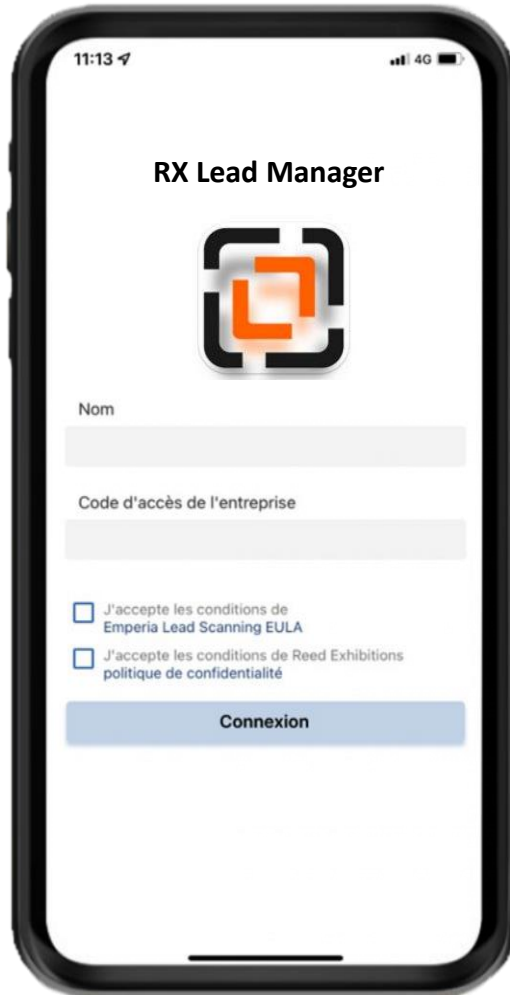 11:13
4G
RX Lead Manager
Nom
Code d'accès de l'entreprise
J'accepte les conditions de
Emperia Lead Scanning EULA
J'accepte les conditions de Reed Exhibitions
politique de confidentialité
Connexion